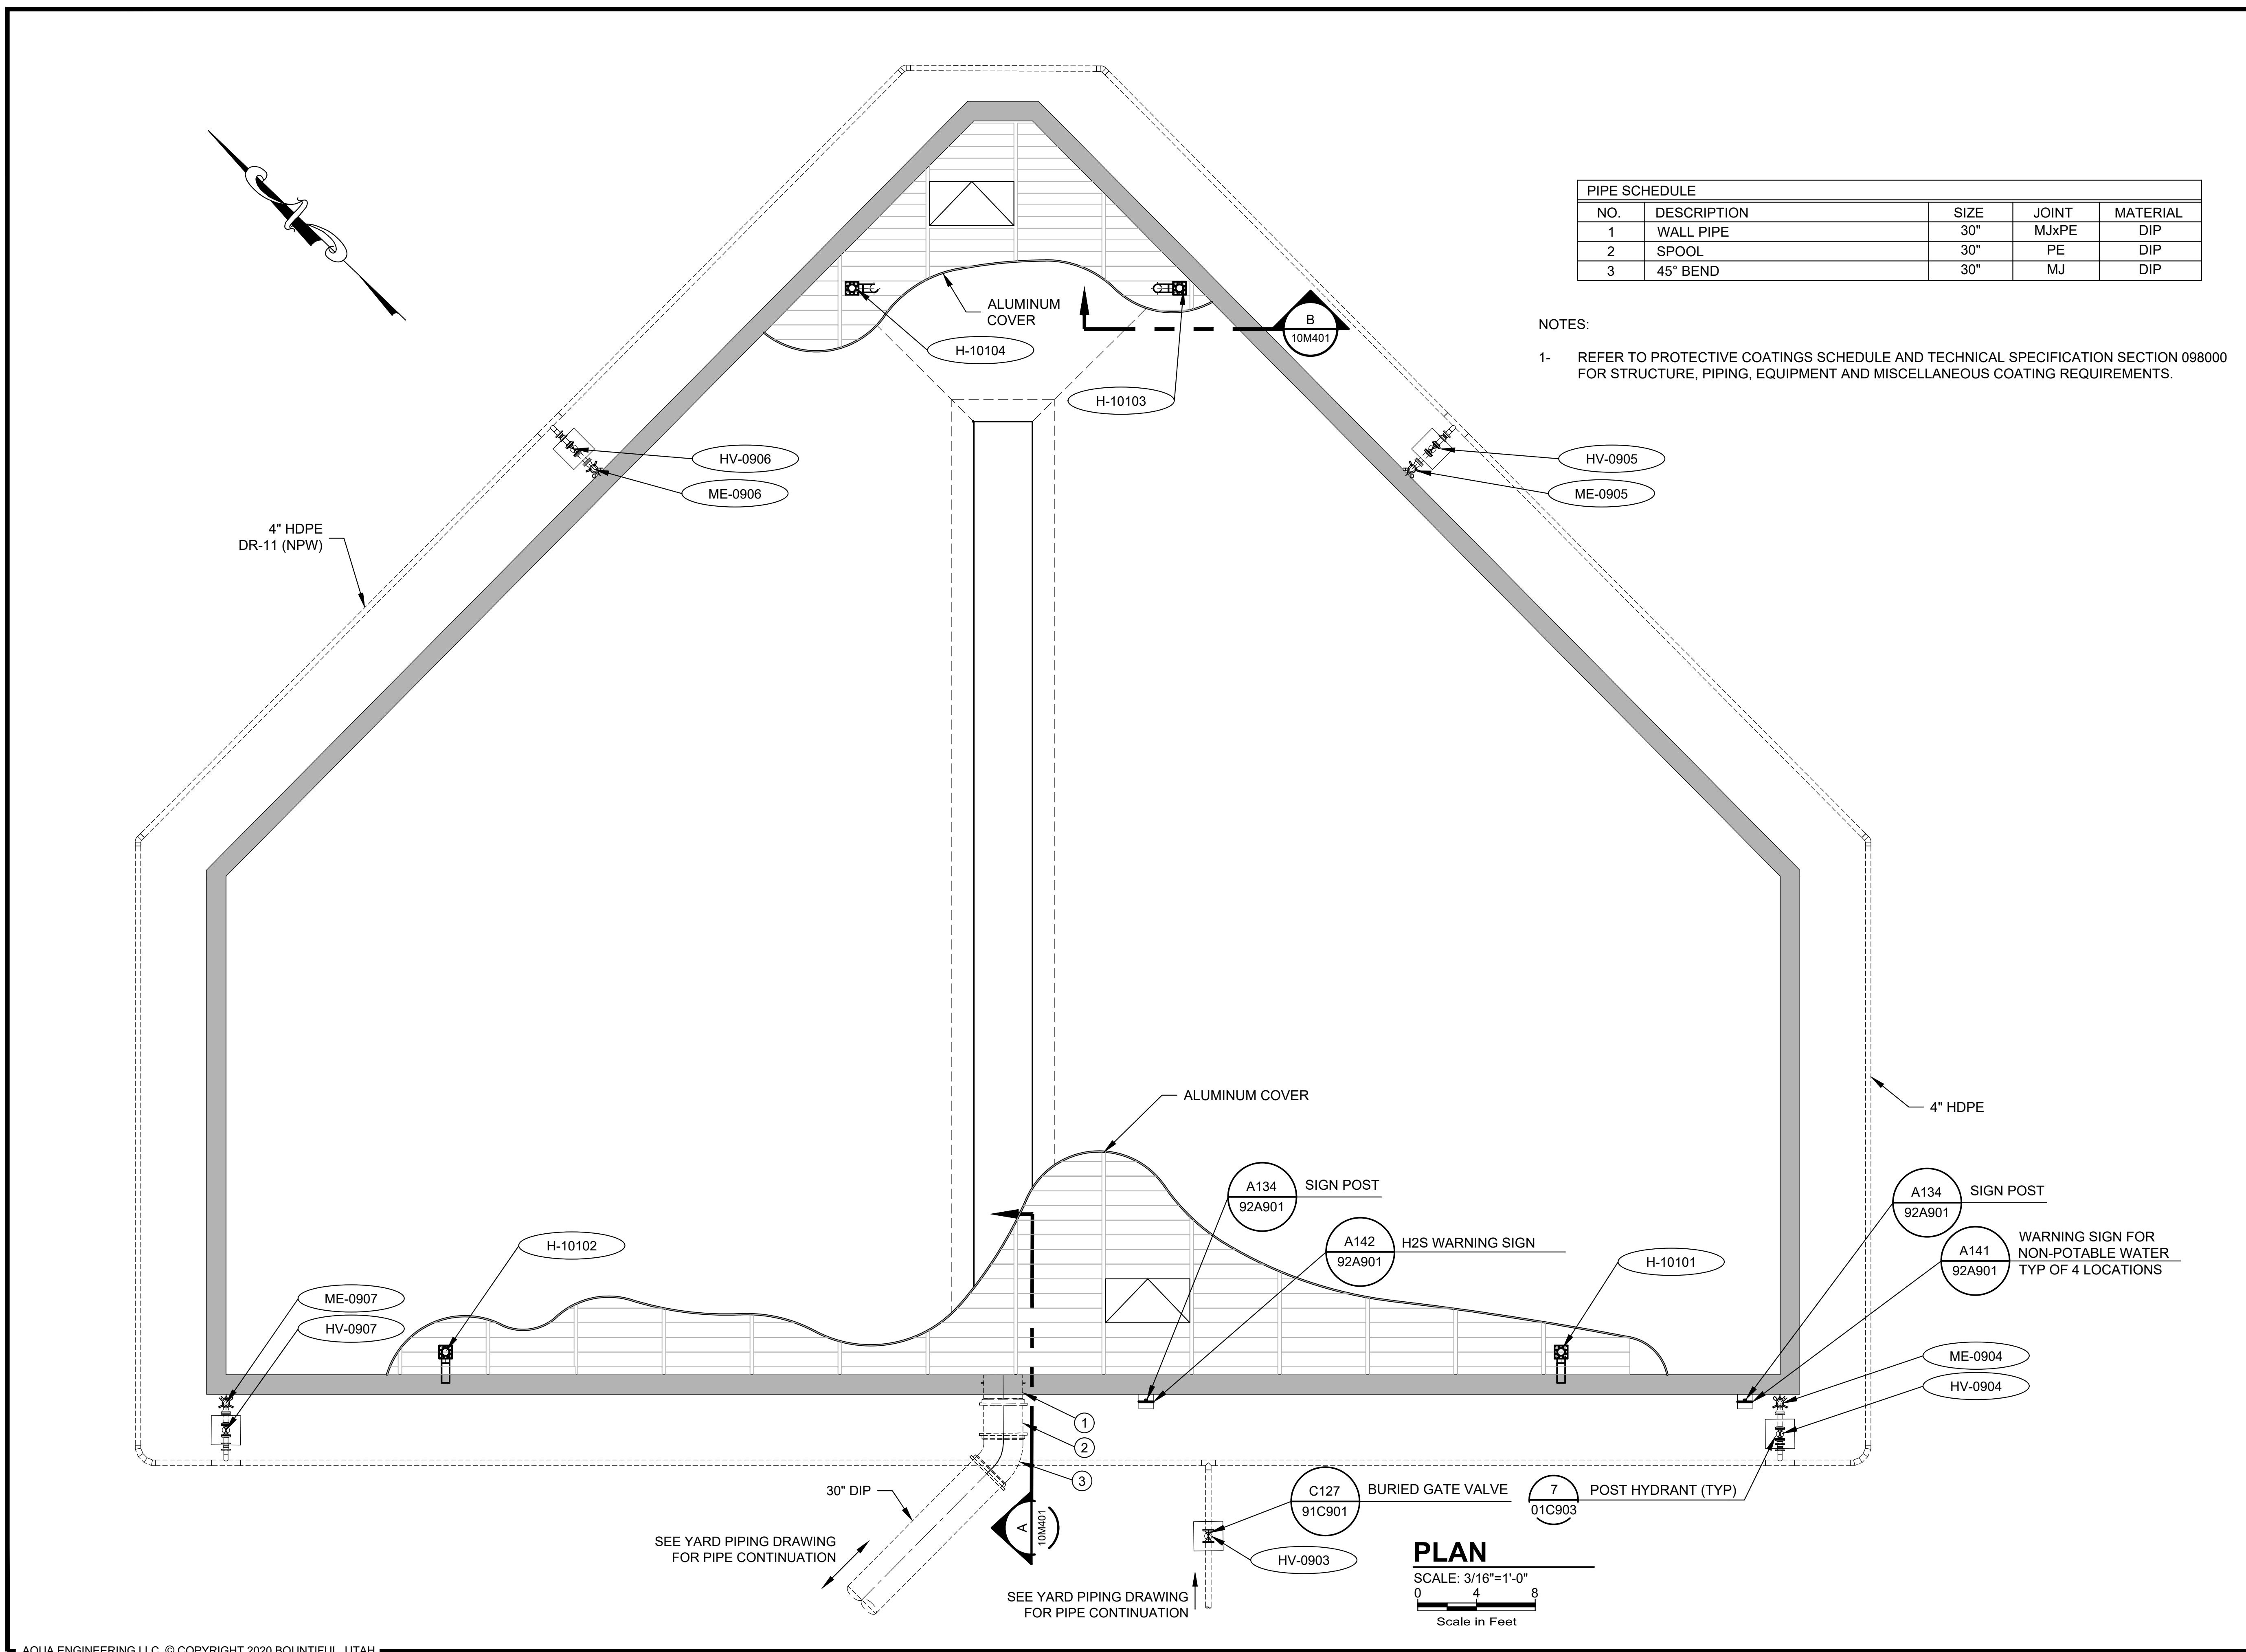 PIPE SCHEDULE
NO. DESCRIPTION SIZE JOINT MATERIAL
1 WALL PIPE 30" MJxPE DIP
2 SPOOL 30" PE DIP
3 45° BEND 30" MJ DIP
NOTES:
1- REFER TO PROTECTIVE COATINGS SCHEDULE AND TECHNICAL SPECIFICATION SECTION 098000
FOR STRUCTURE, PIPING, EQUIPMENT AND MISCELLANEOUS COATING REQUIREMENTS.
ALUMINUM
COVER
B
10M401
H-10104
H-10103
HV-0906
ME-0906
HV-0905
ME-0905
4" HDPE
DR-11 (NPW)
ALUMINUM COVER
4" HDPE
A134
92A901
SIGN POST
A142
92A901
H2S WARNING SIGN
A134
92A901
SIGN POST
A141
92A901
WARNING SIGN FOR
NON-POTABLE WATER
TYP OF 4 LOCATIONS
H-10102
H-10101
ME-0907
HV-0907
ME-0904
HV-0904
1
2
3
30" DIP
A
10M401
C127
91C901
BURIED GATE VALVE
7
01C903
POST HYDRANT (TYP)
SEE YARD PIPING DRAWING
FOR PIPE CONTINUATION
HV-0903
SEE YARD PIPING DRAWING
FOR PIPE CONTINUATION
PLAN
SCALE: 3/16"=1'-0"
0 4 8
Scale in Feet
AQUA ENGINEERING LLC. © COPYRIGHT 2020 BOUNTIFUL, UTAH